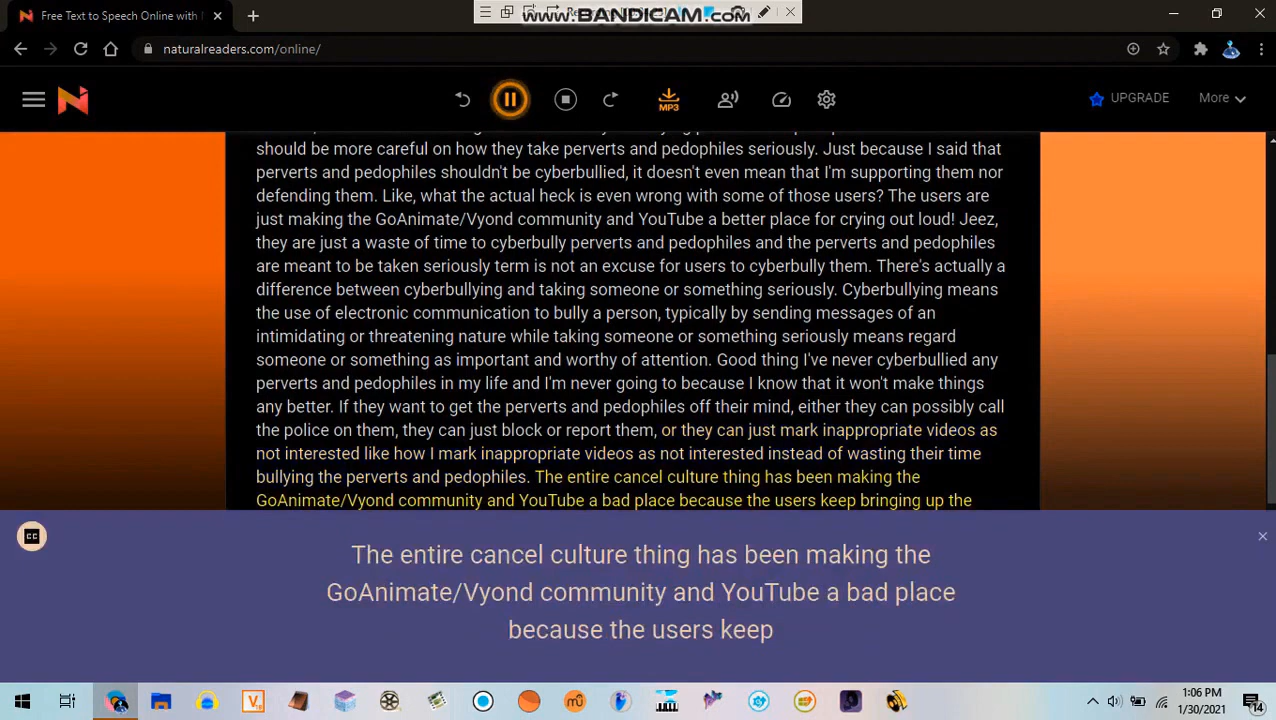 Free Text to Speech Online with
www.BANDICAM.com
naturalreaders.com/online/
MP3
UPGRADE
More
should be more careful on how they take perverts and pedophiles seriously. Just because I said that
perverts and pedophiles shouldn't be cyberbullied, it doesn't even mean that I'm supporting them nor
defending them. Like, what the actual heck is even wrong with some of those users? The users are
just making the GoAnimate/Vyond community and YouTube a better place for crying out loud! Jeez,
they are just a waste of time to cyberbully perverts and pedophiles and the perverts and pedophiles
are meant to be taken seriously term is not an excuse for users to cyberbully them. There's actually a
difference between cyberbullying and taking someone or something seriously. Cyberbullying means
the use of electronic communication to bully a person, typically by sending messages of an
intimidating or threatening nature while taking someone or something seriously means regard
someone or something as important and worthy of attention. Good thing I've never cyberbullied any
perverts and pedophiles in my life and I'm never going to because I know that it won't make things
any better. If they want to get the perverts and pedophiles off their mind, either they can possibly call
the police on them, they can just block or report them, or they can just mark inappropriate videos as
not interested like how I mark inappropriate videos as not interested instead of wasting their time
bullying the perverts and pedophiles. The entire cancel culture thing has been making the
GoAnimate/Vyond community and YouTube a bad place because the users keep bringing up the
CC
The entire cancel culture thing has been making the
GoAnimate/Vyond community and YouTube a bad place
because the users keep
1:06 PM
1/30/2021
14